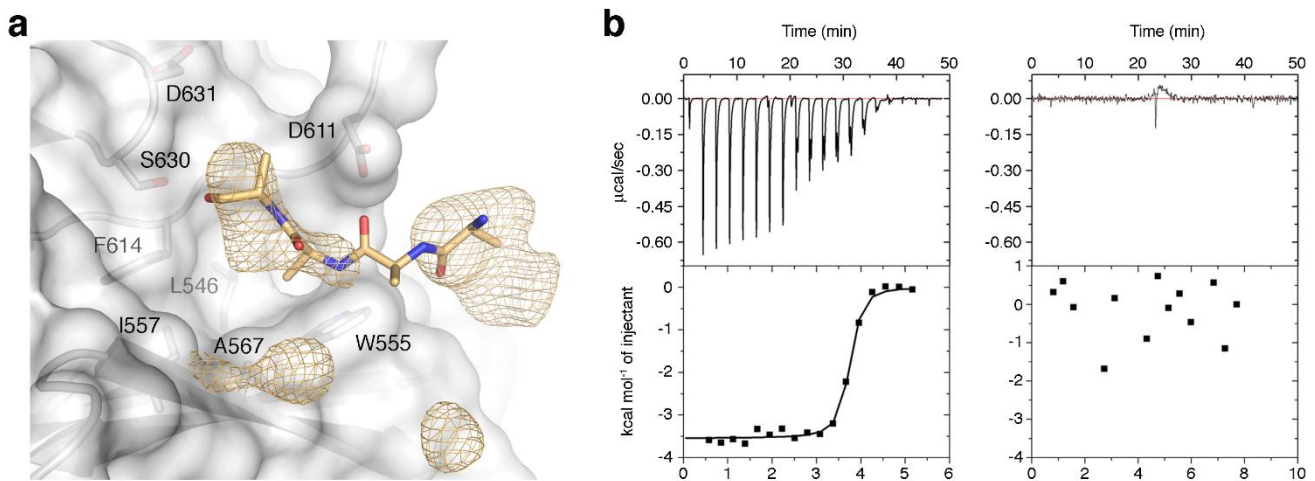 a
D631
D611
S630
F614
L546
I557
A567
W555
b
Time (min)
0 10 20 30 40 50
0.00
-0.15
-0.30
-0.45
-0.60
µcal/sec
0
-1
-2
-3
-4
kcal mol⁻¹ of injectant
0 1 2 3 4 5 6
Time (min)
0 10 20 30 40 50
0.00
-0.15
-0.30
-0.45
-0.60
1
0
-1
-2
-3
-4
0 2 4 6 8 10